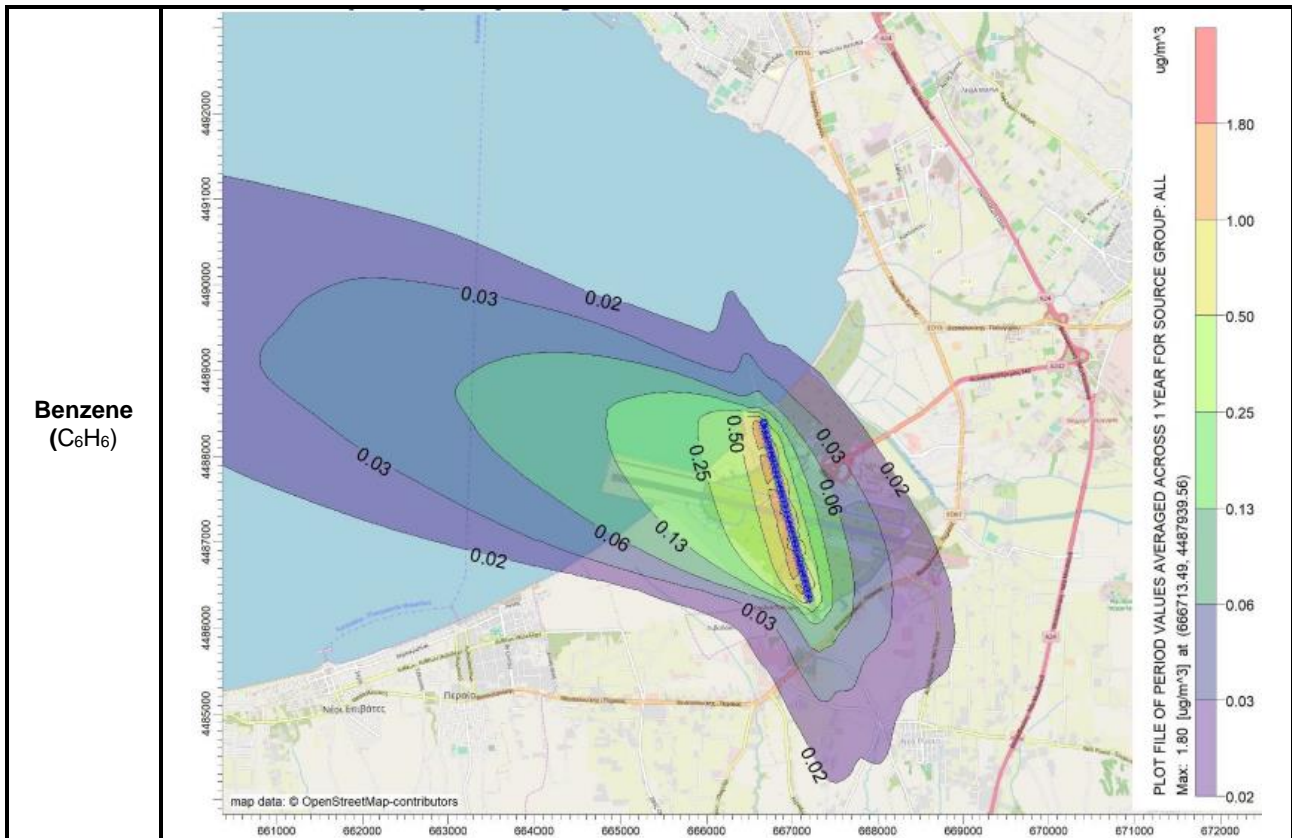 Benzene
(C6H6)
4492000
4491000
4490000
4489000
4488000
4487000
4486000
4485000
0.03
0.02
0.03
0.02
0.06
0.13
0.25
0.50
0.03
0.02
0.06
0.03
0.02
Περαία
Νέοι Επιβάτες
A24
A24
A24
map data: © OpenStreetMap-contributors
661000 662000 663000 664000 665000 666000 667000 668000 669000 670000 671000 672000
PLOT FILE OF PERIOD VALUES AVERAGED ACROSS 1 YEAR FOR SOURCE GROUP: ALL
ug/m^3
Max: 1.80 [ug/m^3] at (666713.49, 4487939.56)
1.80
1.00
0.50
0.25
0.13
0.06
0.03
0.02